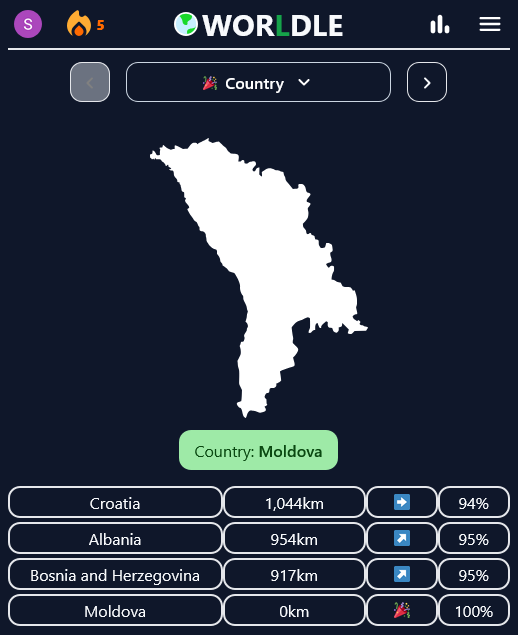 S
5
WORLDLE
Country
Country: Moldova
Croatia 1,044km 94%
Albania 954km 95%
Bosnia and Herzegovina 917km 95%
Moldova 0km 100%